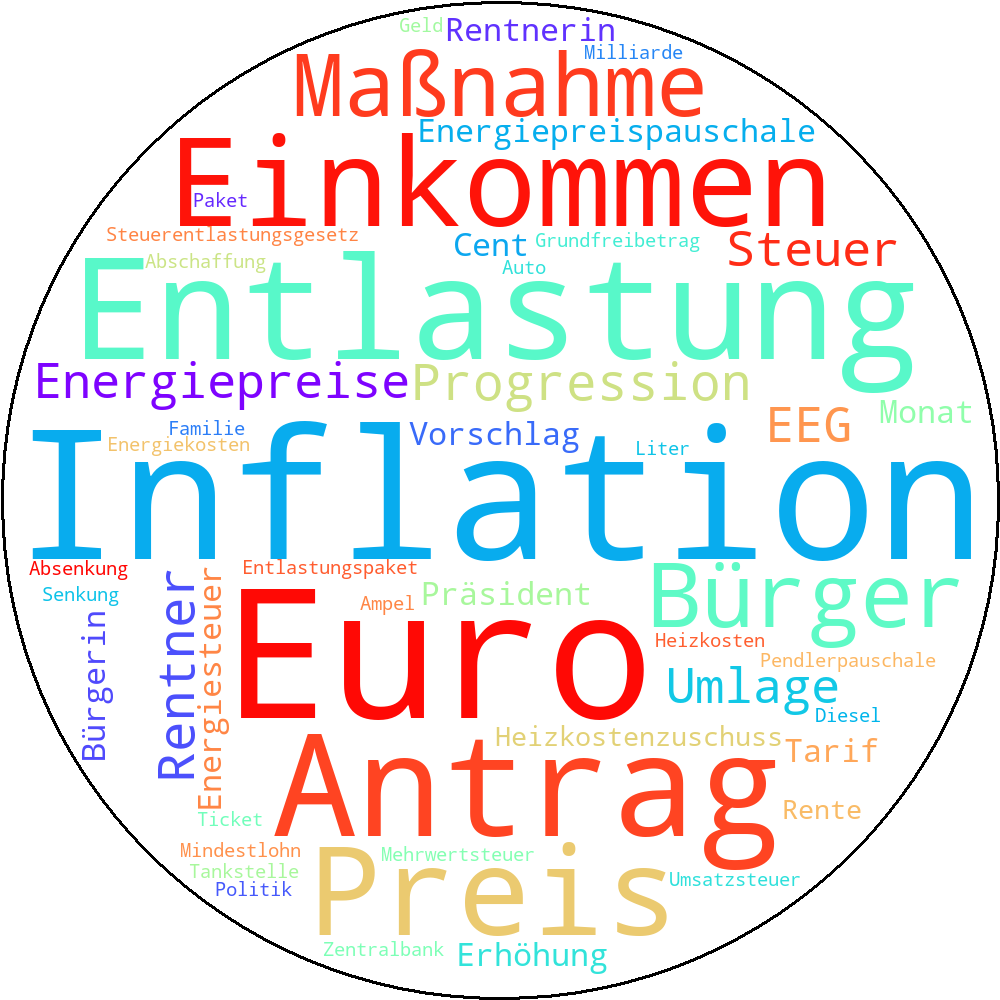 Geld
Rentnerin
Milliarde
Maßnahme
Energiepreispauschale
Einkommen
Paket
Steuerentlastungsgesetz
Cent
Grundfreibetrag
Steuer
Abschaffung
Auto
Entlastung
Energiepreise
Progression
Monat
EEG
Familie
Vorschlag
Energiekosten
Liter
Inflation
Absenkung
Entlastungspaket
Senkung
Präsident
Bürger
Ampel
Bürgerin
Rentner
Energiesteuer
Euro
Heizkosten
Pendlerpauschale
Umlage
Diesel
Heizkostenzuschuss
Tarif
Antrag
Rente
Ticket
Mindestlohn
Mehrwertsteuer
Tankstelle
Umsatzsteuer
Politik
Preis
Zentralbank
Erhöhung